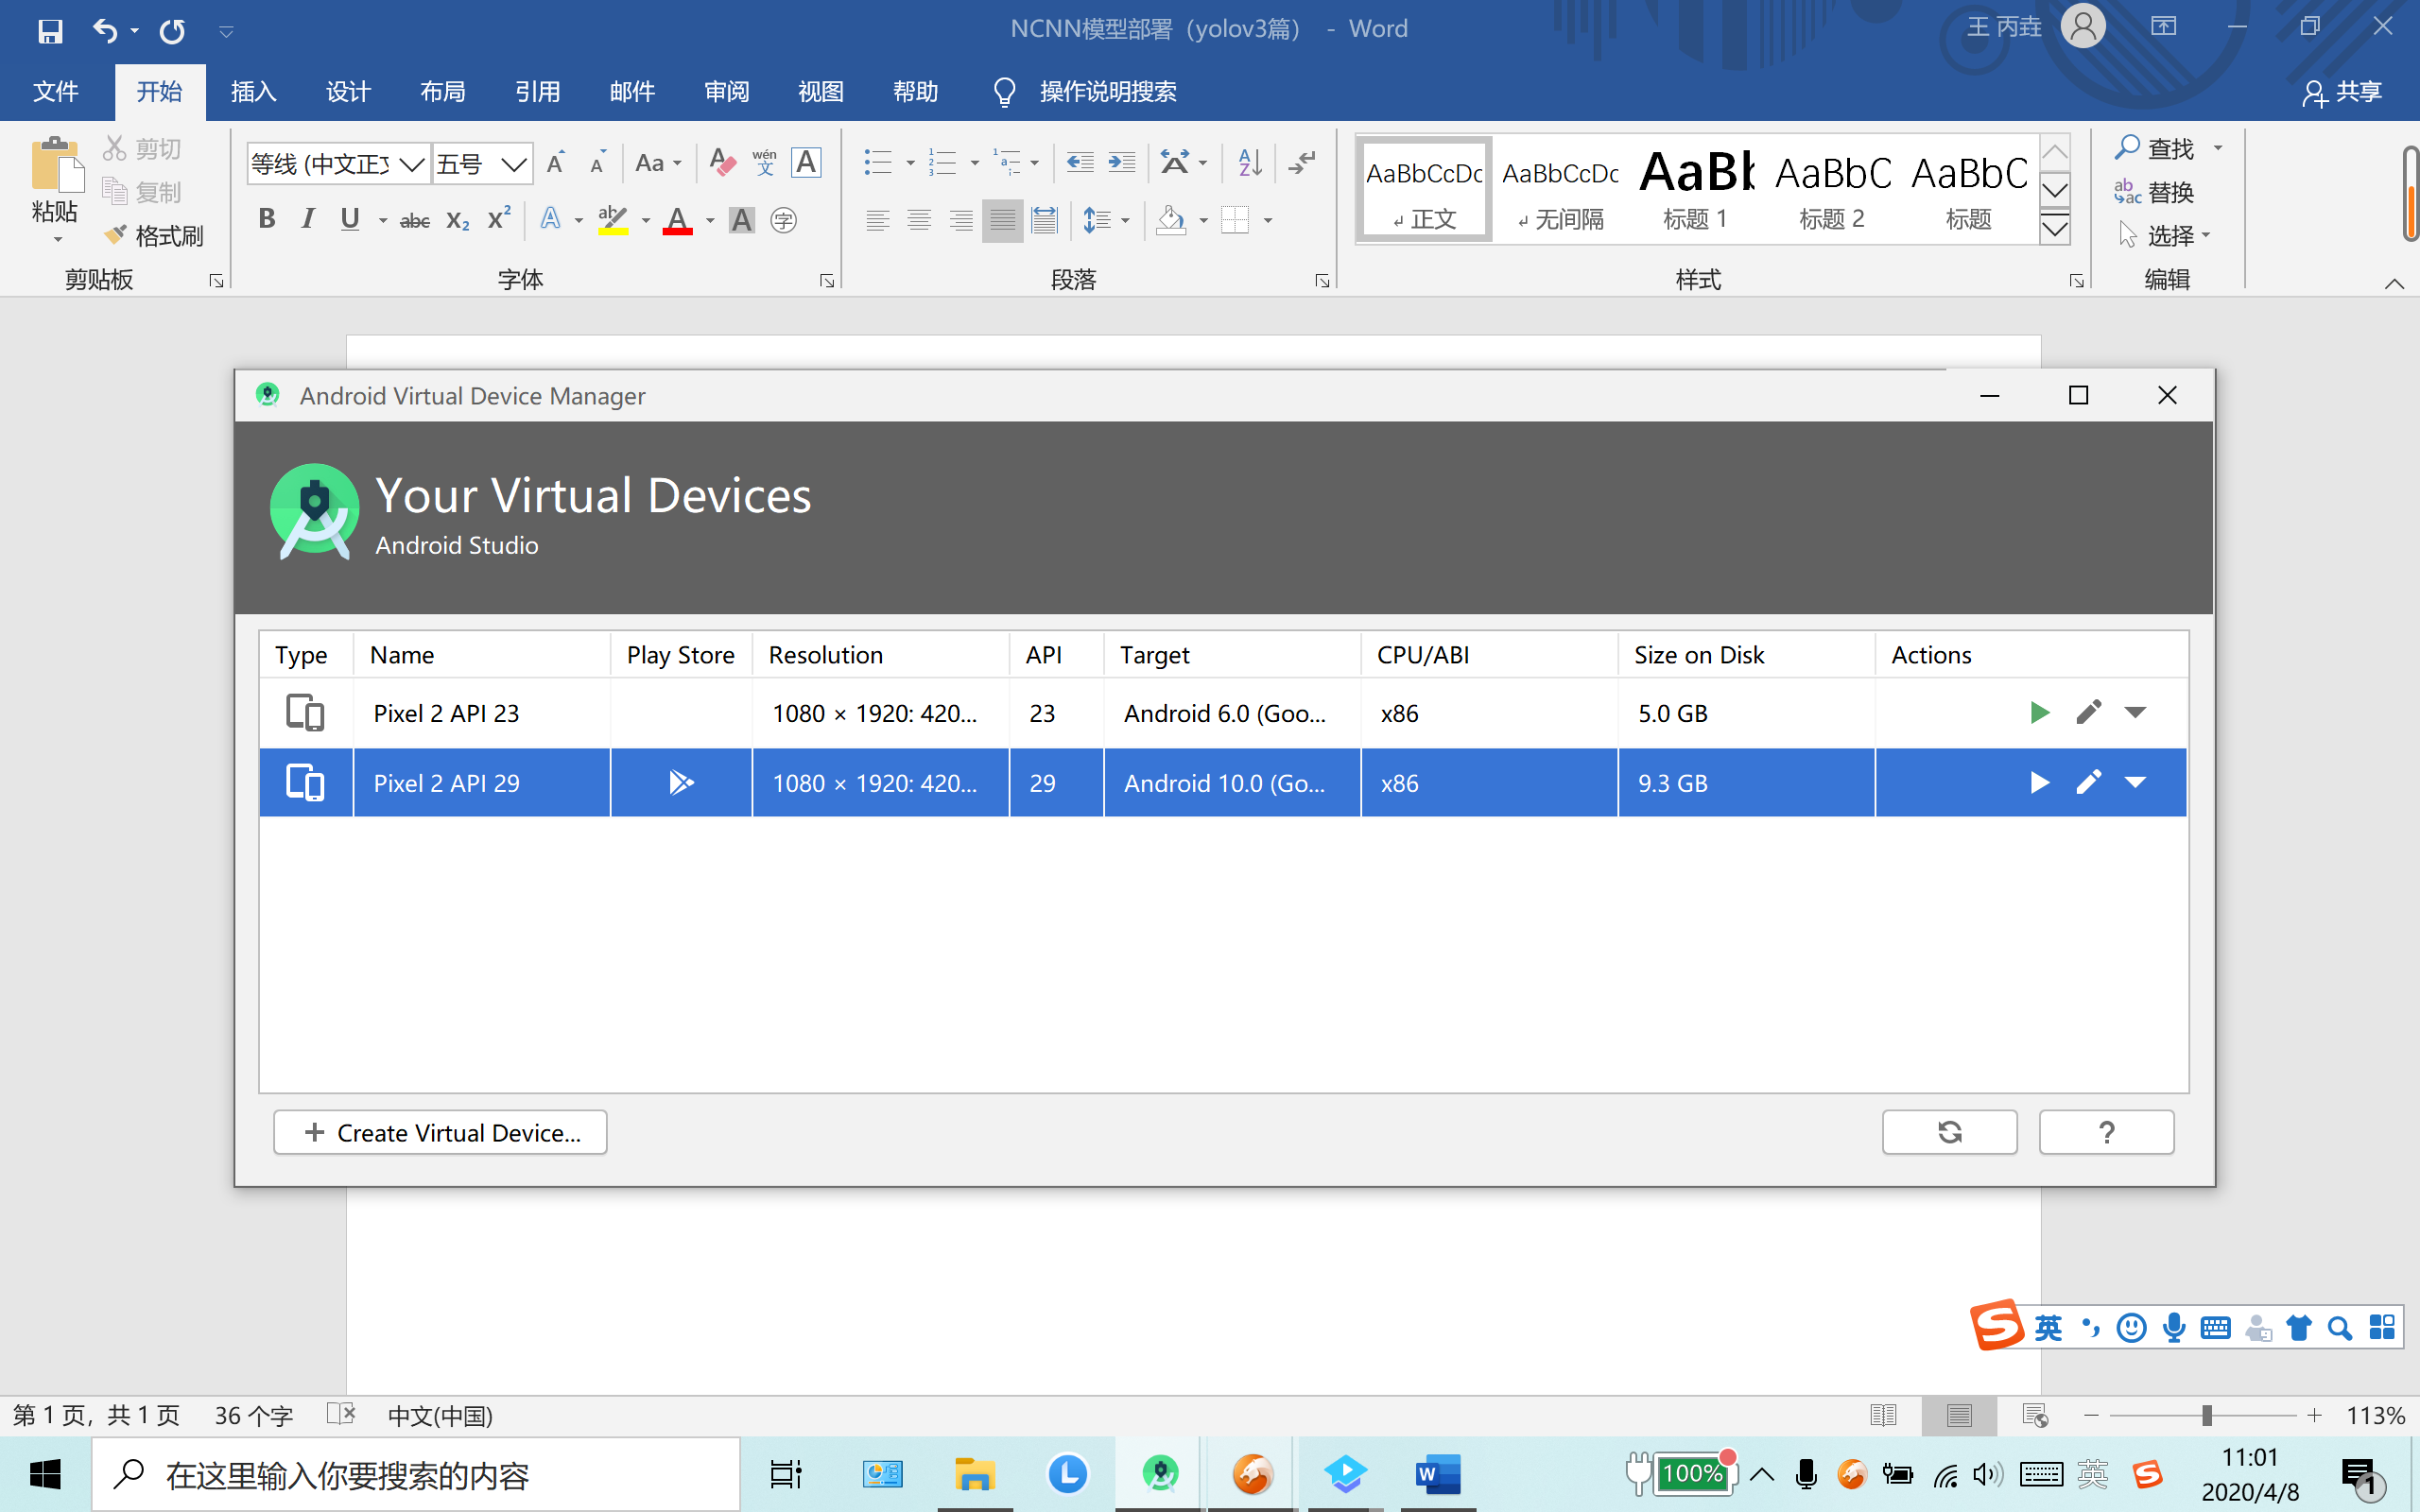 NCNN模型部署（yolov3篇） - Word
王 丙垚
文件 开始 插入 设计 布局 引用 邮件 审阅 视图 帮助 操作说明搜索 共享
粘贴
剪切
复制
格式刷
剪贴板
等线 (中文正文 五号 A A Aa A wén 文 A
B I U abc X₂ X² A ab A A 字
字体
段落
AaBbCcDc AaBbCcDc AaBb AaBbC AaBbC
正文 无间隔 标题 1 标题 2 标题
样式
查找
替换
选择
编辑
Android Virtual Device Manager
Your Virtual Devices
Android Studio
Type Name Play Store Resolution API Target CPU/ABI Size on Disk Actions
Pixel 2 API 23 1080 × 1920: 420... 23 Android 6.0 (Goo... x86 5.0 GB
Pixel 2 API 29 1080 × 1920: 420... 29 Android 10.0 (Go... x86 9.3 GB
+ Create Virtual Device...
?
S 英
第 1 页，共 1 页 36 个字 中文(中国) 113%
在这里输入你要搜索的内容
100%
英
11:01
2020/4/8
1